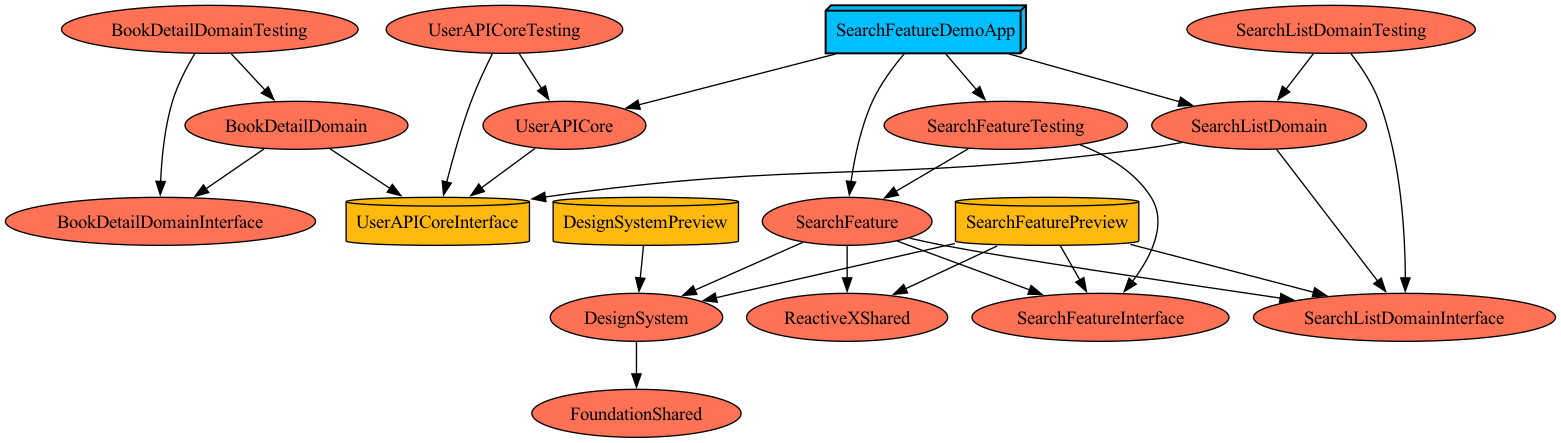 BookDetailDomainTesting
UserAPICoreTesting
SearchFeatureDemoApp
SearchListDomainTesting
BookDetailDomain
UserAPICore
SearchFeatureTesting
SearchListDomain
BookDetailDomainInterface
UserAPICoreInterface
DesignSystemPreview
SearchFeature
SearchFeaturePreview
DesignSystem
ReactiveXShared
SearchFeatureInterface
SearchListDomainInterface
FoundationShared